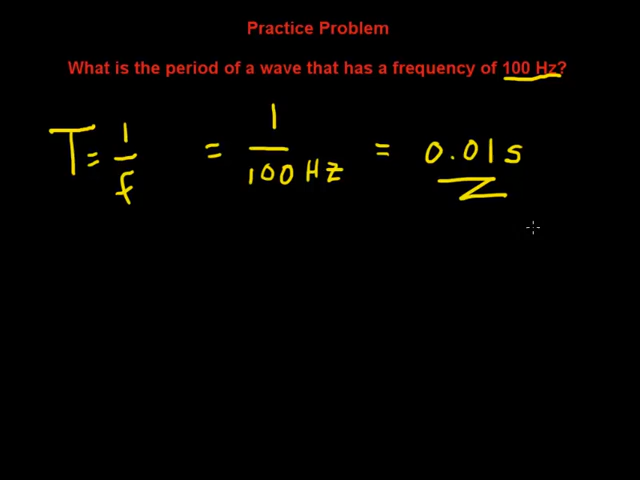 Practice Problem
What is the period of a wave that has a frequency of 100 Hz?
T = 1/f = 1/100 Hz = 0.01 s